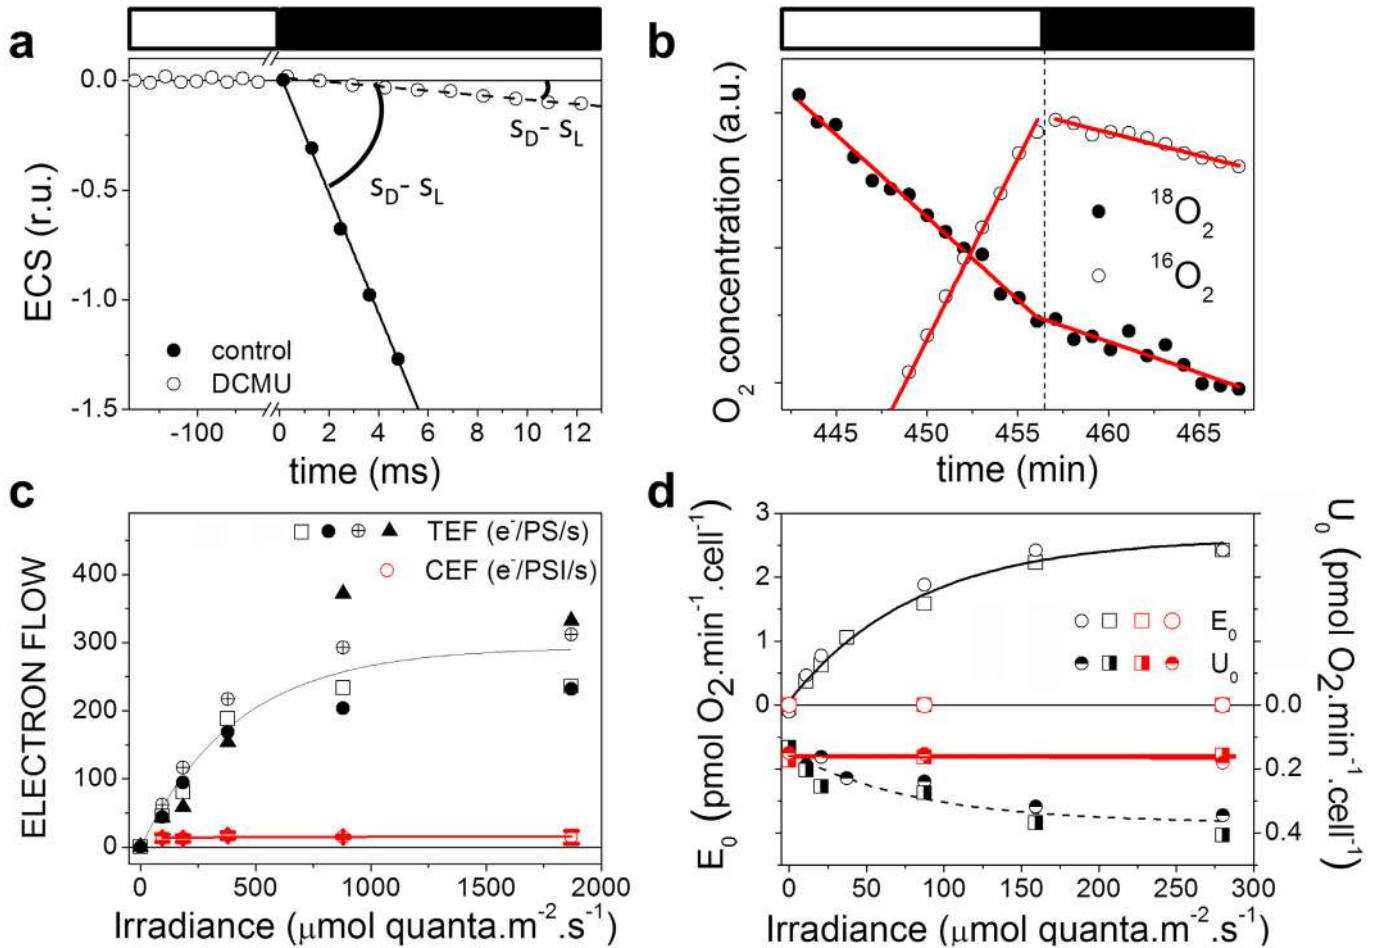 a
ECS (r.u.)
0.0
-0.5
-1.0
-1.5
S_D - S_L
S_D - S_L
control
DCMU
-100 0 2 4 6 8 10 12
time (ms)
b
O₂ concentration (a.u.)
¹⁸O₂
¹⁶O₂
445 450 455 460 465
time (min)
c
ELECTRON FLOW
400
300
200
100
0
TEF (e⁻/PS/s)
CEF (e⁻/PSI/s)
0 500 1000 1500 2000
Irradiance (μmol quanta.m⁻².s⁻¹)
d
E₀ (pmol O₂.min⁻¹.cell⁻¹)
3
2
1
0
E₀
U₀
0.0
0.2
0.4
U₀ (pmol O₂.min⁻¹.cell⁻¹)
0 50 100 150 200 250 300
Irradiance (μmol quanta.m⁻².s⁻¹)